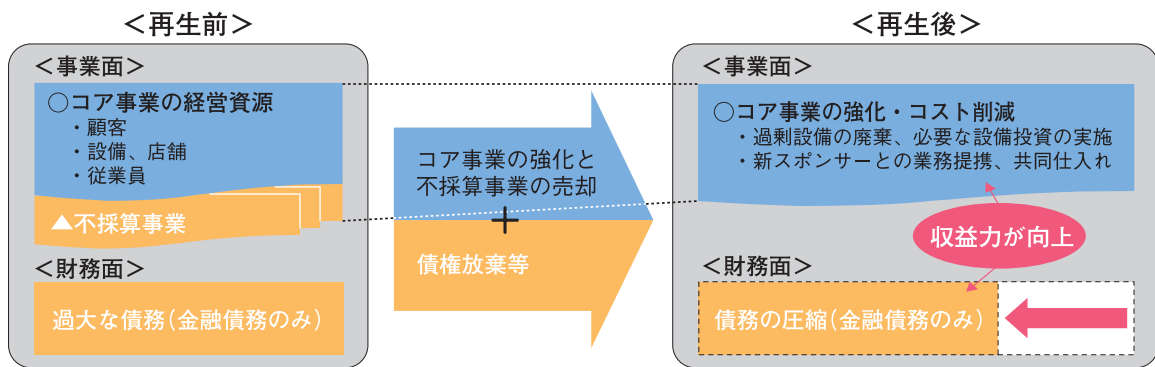 ＜再生前＞
＜事業面＞
○コア事業の経営資源
・顧客
・設備、店舗
・従業員
▲不採算事業
＜財務面＞
過大な債務（金融債務のみ）
コア事業の強化と
不採算事業の売却
＋
債権放棄等
＜再生後＞
＜事業面＞
○コア事業の強化・コスト削減
・過剰設備の廃棄、必要な設備投資の実施
・新スポンサーとの業務提携、共同仕入れ
収益力が向上
＜財務面＞
債務の圧縮（金融債務のみ）